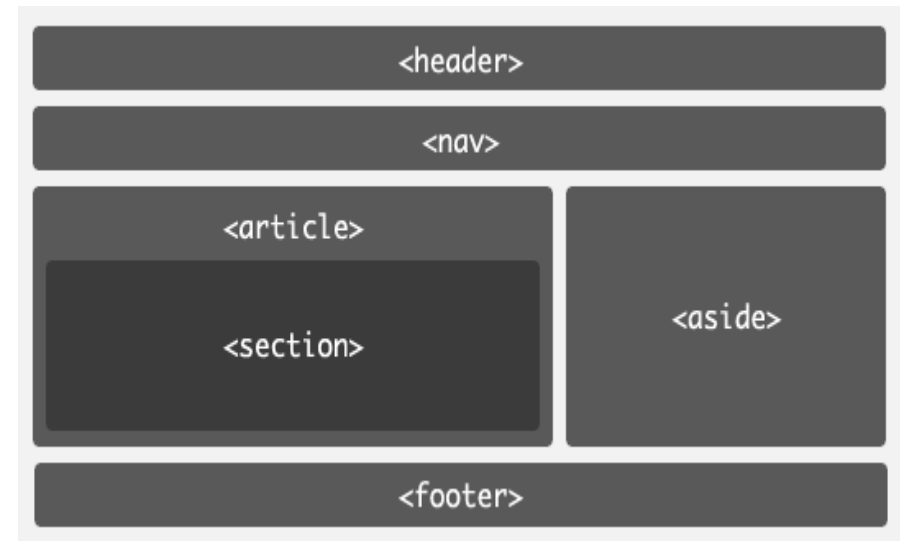 <header>
<nav>
<article>
<section>
<aside>
<footer>